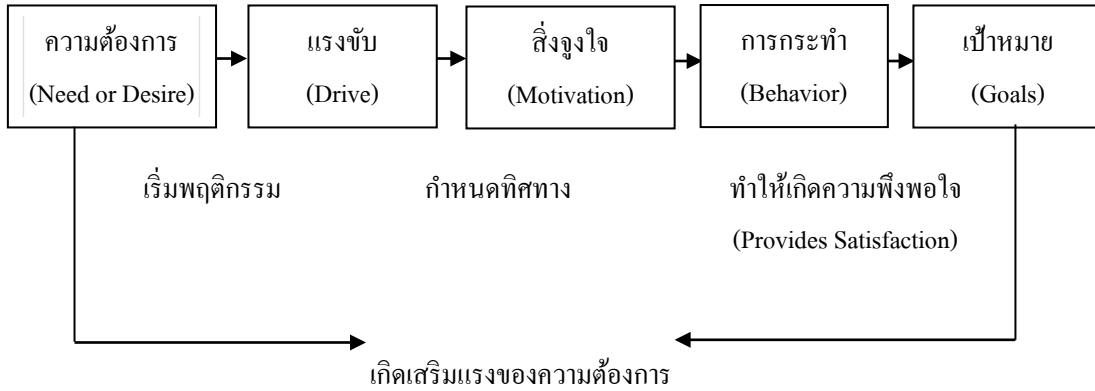 ความต้องการ
(Need or Desire)
แรงขับ
(Drive)
สิ่งจูงใจ
(Motivation)
การกระทำ
(Behavior)
เป้าหมาย
(Goals)
เริ่มพฤติกรรม
กำหนดทิศทาง
ทำให้เกิดความพึงพอใจ
(Provides Satisfaction)
เกิดเสริมแรงของความต้องการ